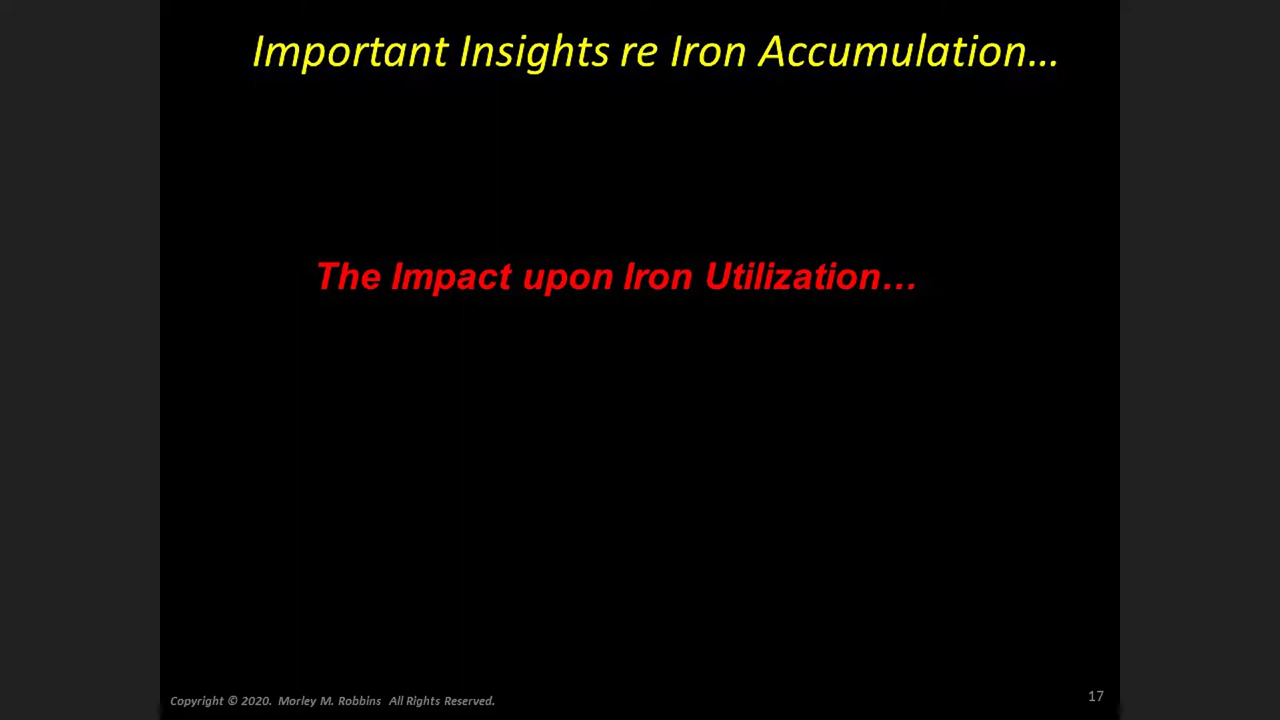 Important Insights re Iron Accumulation…
The Impact upon Iron Utilization…
Copyright © 2020. Morley M. Robbins All Rights Reserved.
17